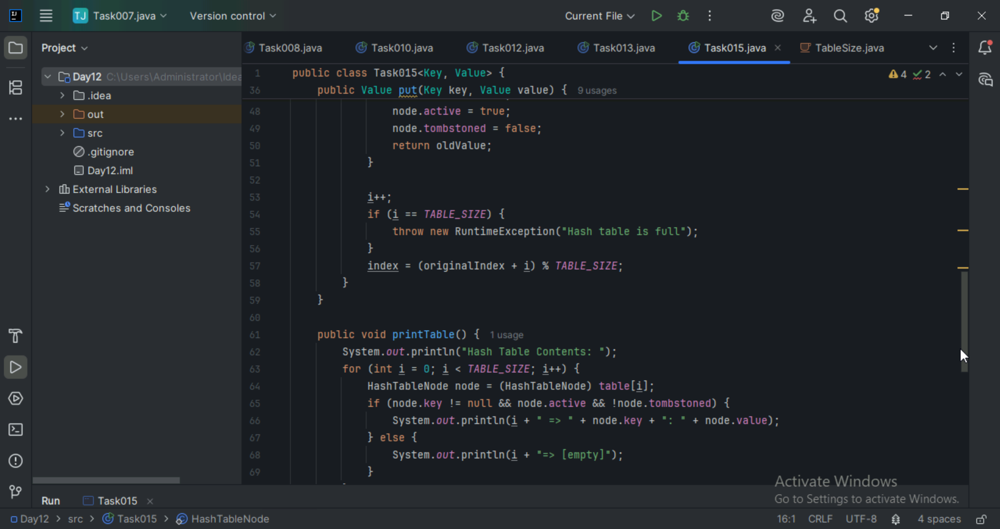 TJ Task007.java Version control Current File
Project
Task008.java Task010.java Task012.java Task013.java Task015.java TableSize.java
Day12 C:\Users\Administrator\Idea
.idea
out
src
.gitignore
Day12.iml
External Libraries
Scratches and Consoles
1 public class Task015<Key, Value> { 4 2
36 public Value put(Key key, Value value) { 9 usages
48 node.active = true;
49 node.tombstoned = false;
50 return oldValue;
51 }
52
53 i++;
54 if (i == TABLE_SIZE) {
55 throw new RuntimeException("Hash table is full");
56 }
57 index = (originalIndex + i) % TABLE_SIZE;
58 }
59 }
60
61 public void printTable() { 1 usage
62 System.out.println("Hash Table Contents: ");
63 for (int i = 0; i < TABLE_SIZE; i++) {
64 HashTableNode node = (HashTableNode) table[i];
65 if (node.key != null && node.active && !node.tombstoned) {
66 System.out.println(i + " => " + node.key + ": " + node.value);
67 } else {
68 System.out.println(i + "=> [empty]");
69 }
Activate Windows
Go to Settings to activate Windows.
Run Task015
Day12 > src > Task015 > HashTableNode 16:1 CRLF UTF-8 4 spaces